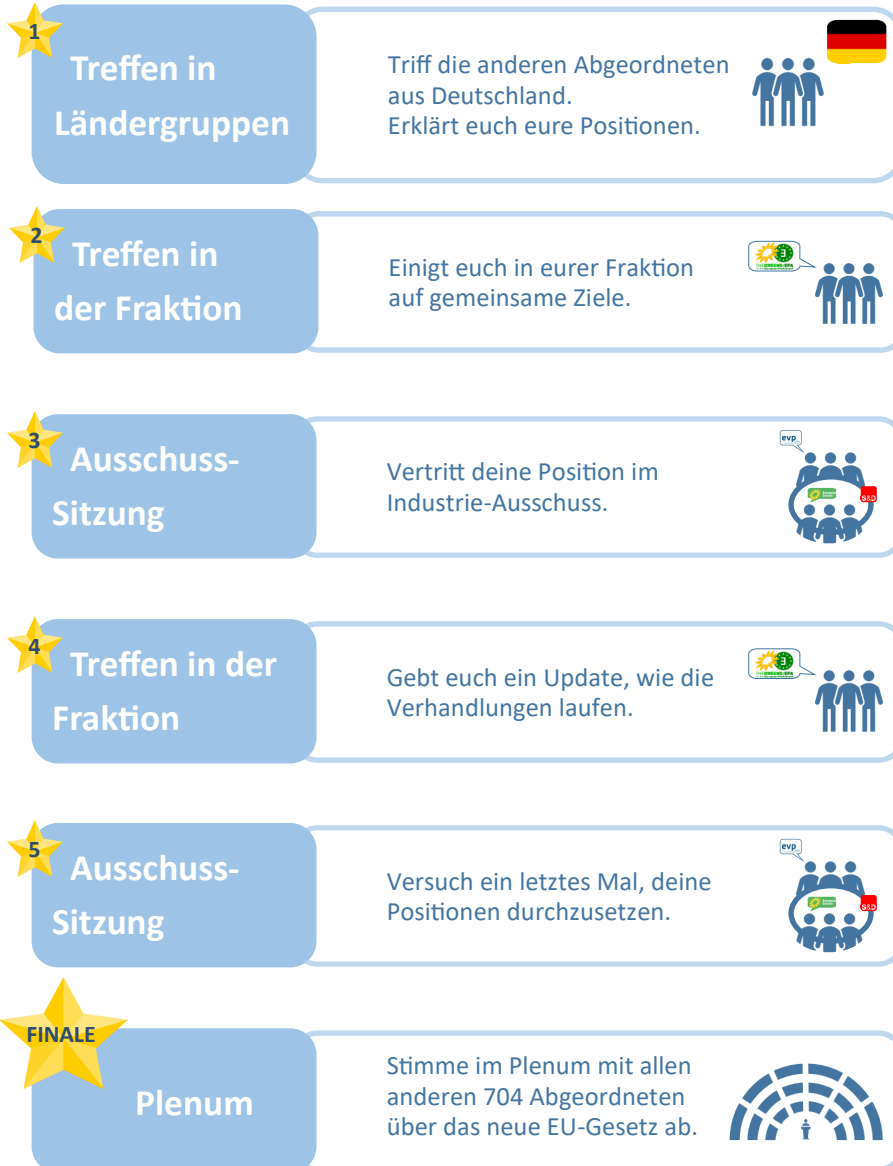 1
Treffen in
Ländergruppen
Triff die anderen Abgeordneten
aus Deutschland.
Erklärt euch eure Positionen.
2
Treffen in
der Fraktion
Einigt euch in eurer Fraktion
auf gemeinsame Ziele.
3
Ausschuss-
Sitzung
Vertritt deine Position im
Industrie-Ausschuss.
evp
S&D
4
Treffen in der
Fraktion
Gebt euch ein Update, wie die
Verhandlungen laufen.
5
Ausschuss-
Sitzung
Versuch ein letztes Mal, deine
Positionen durchzusetzen.
evp
S&D
FINALE
Plenum
Stimme im Plenum mit allen
anderen 704 Abgeordneten
über das neue EU-Gesetz ab.